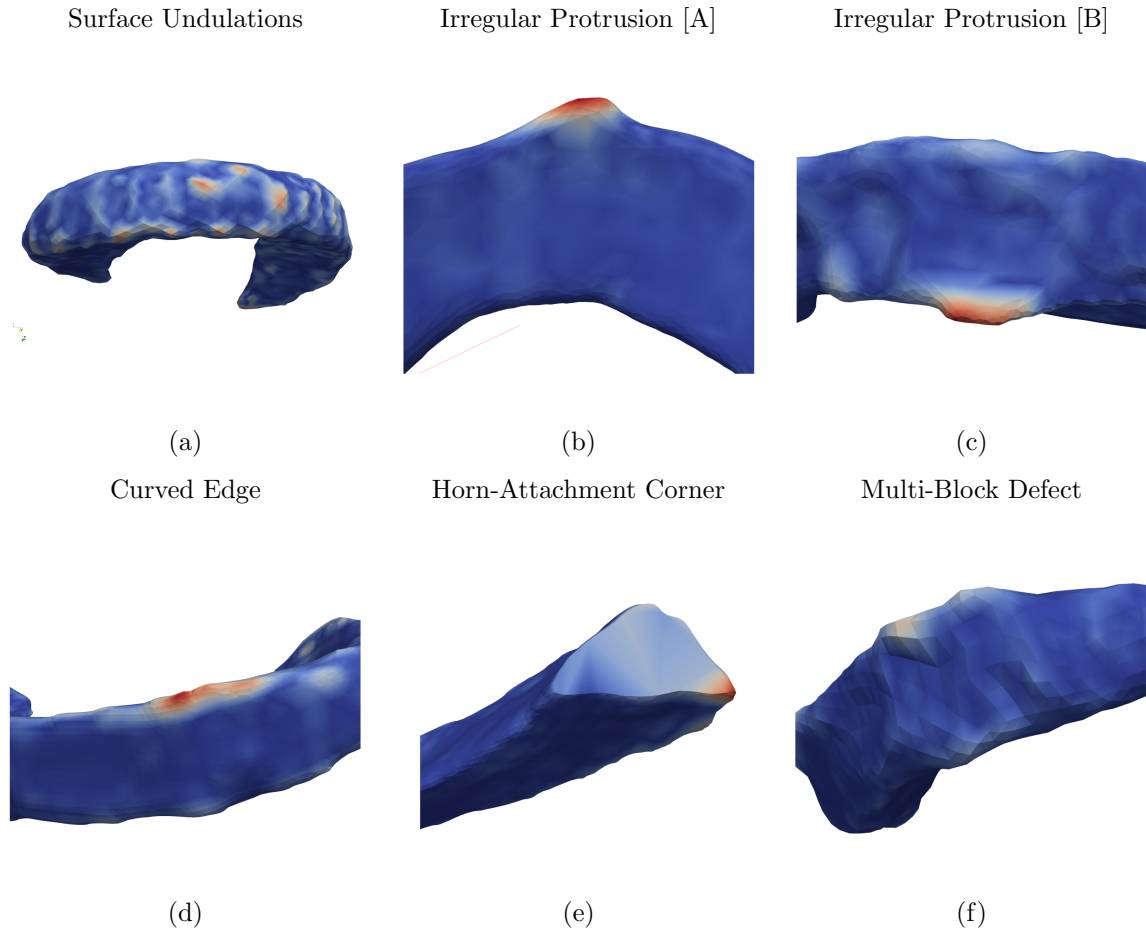 Surface Undulations
Irregular Protrusion [A]
Irregular Protrusion [B]
(a)
(b)
(c)
Curved Edge
Horn-Attachment Corner
Multi-Block Defect
(d)
(e)
(f)